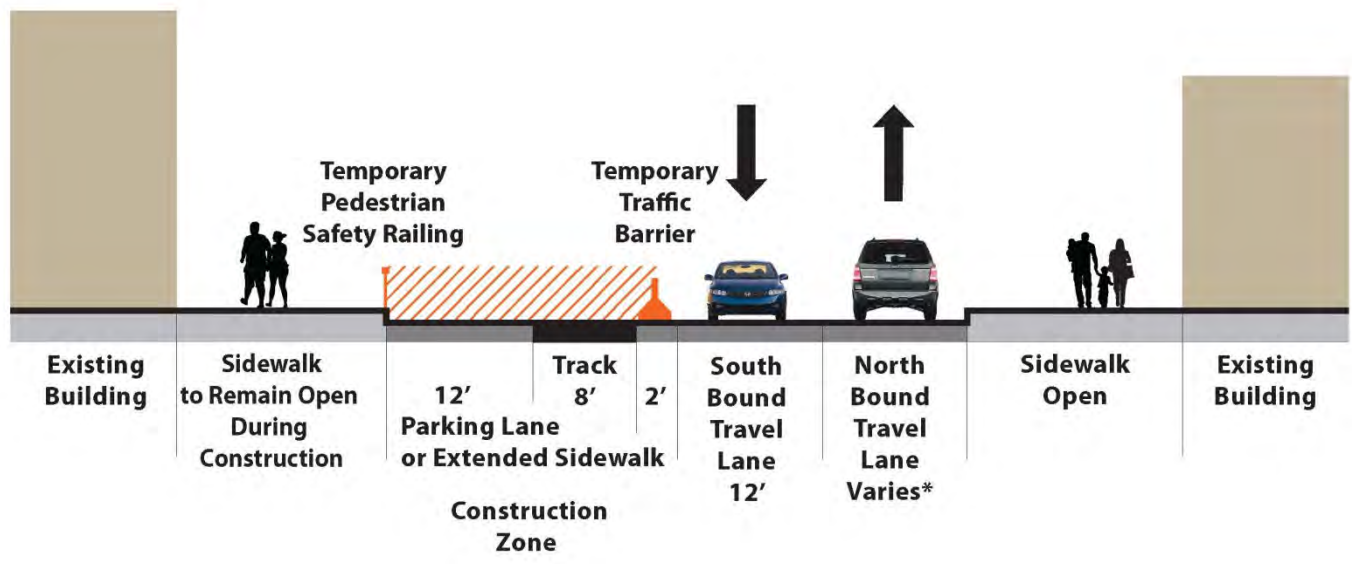 Temporary
Pedestrian
Safety Railing
Temporary
Traffic
Barrier
Existing
Building
Sidewalk
to Remain Open
During
Construction
12’
Track
8’
2’
Parking Lane
or Extended Sidewalk
Construction
Zone
South
Bound
Travel
Lane
12’
North
Bound
Travel
Lane
Varies*
Sidewalk
Open
Existing
Building